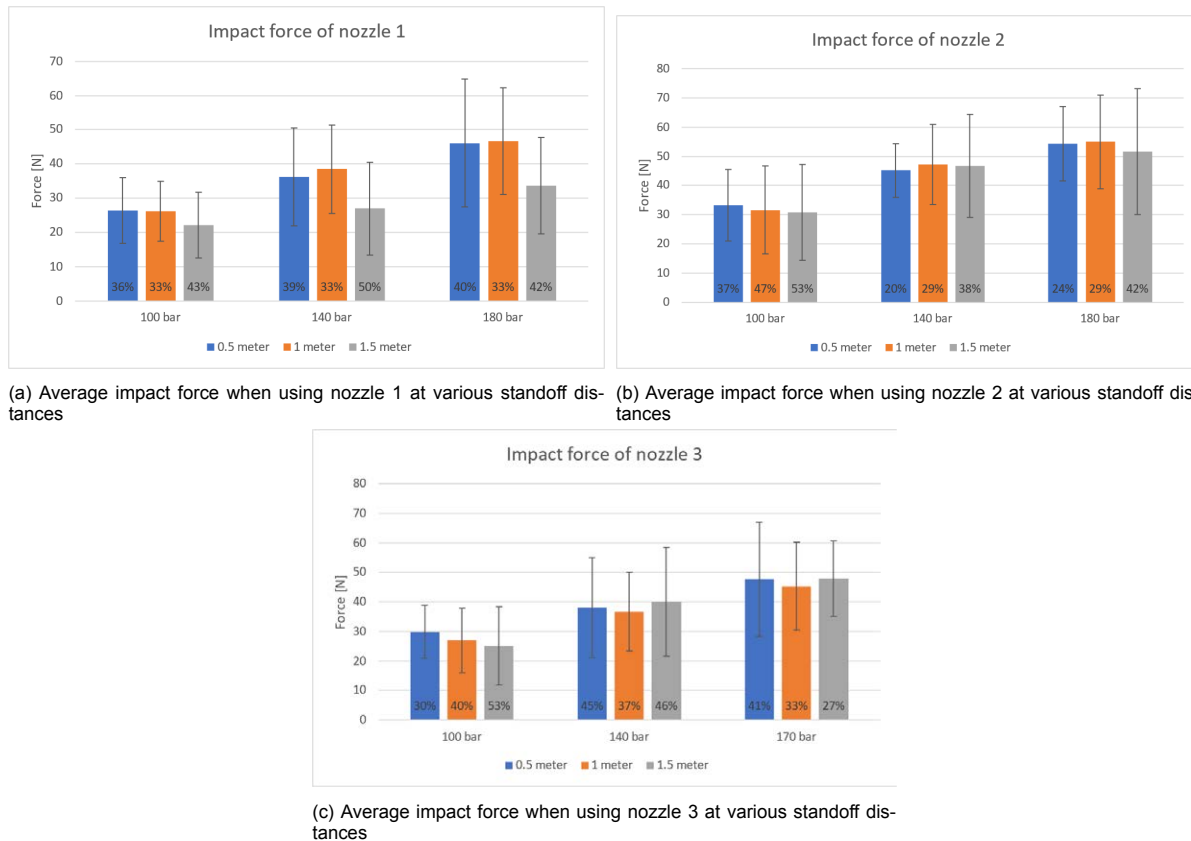 Impact force of nozzle 1
Force [N]
70
60
50
40
30
20
10
0
36% 33% 43% 39% 33% 50% 40% 33% 42%
100 bar 140 bar 180 bar
0.5 meter 1 meter 1.5 meter
(a) Average impact force when using nozzle 1 at various standoff dis-
tances
Impact force of nozzle 2
Force [N]
80
70
60
50
40
30
20
10
0
37% 47% 53% 20% 29% 38% 24% 29% 42%
100 bar 140 bar 180 bar
0.5 meter 1 meter 1.5 meter
(b) Average impact force when using nozzle 2 at various standoff dis
tances
Impact force of nozzle 3
Force [N]
80
70
60
50
40
30
20
10
0
30% 40% 53% 45% 37% 46% 41% 33% 27%
100 bar 140 bar 170 bar
0.5 meter 1 meter 1.5 meter
(c) Average impact force when using nozzle 3 at various standoff dis-
tances